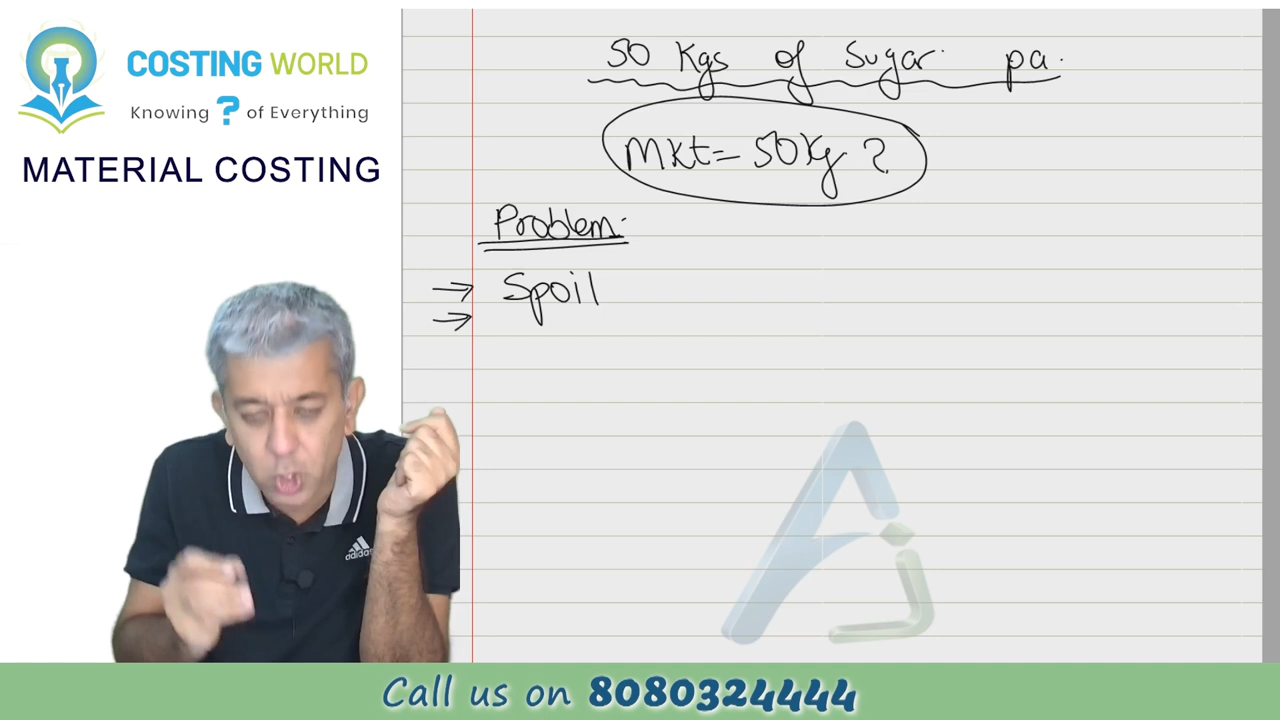 COSTING WORLD
Knowing ? of Everything
MATERIAL COSTING
50 Kgs of Sugar pa.
Mkt = 50Kg ?
Problem:
→ Spoil
→
adidas
Call us on 8080324444